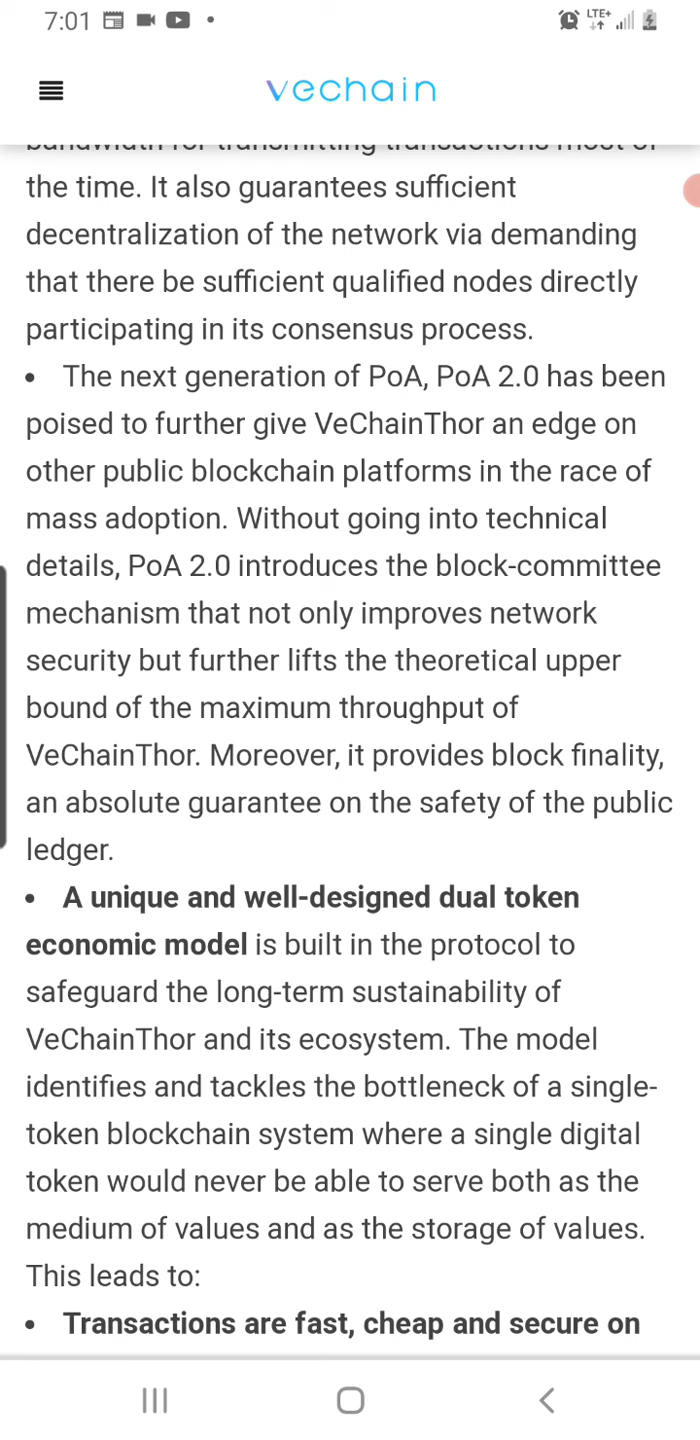 7:01
LTE+
vechain
bandwidth for transmitting transactions most of
the time. It also guarantees sufficient
decentralization of the network via demanding
that there be sufficient qualified nodes directly
participating in its consensus process.
• The next generation of PoA, PoA 2.0 has been
poised to further give VeChainThor an edge on
other public blockchain platforms in the race of
mass adoption. Without going into technical
details, PoA 2.0 introduces the block-committee
mechanism that not only improves network
security but further lifts the theoretical upper
bound of the maximum throughput of
VeChainThor. Moreover, it provides block finality,
an absolute guarantee on the safety of the public
ledger.
• A unique and well-designed dual token
economic model is built in the protocol to
safeguard the long-term sustainability of
VeChainThor and its ecosystem. The model
identifies and tackles the bottleneck of a single-
token blockchain system where a single digital
token would never be able to serve both as the
medium of values and as the storage of values.
This leads to:
• Transactions are fast, cheap and secure on